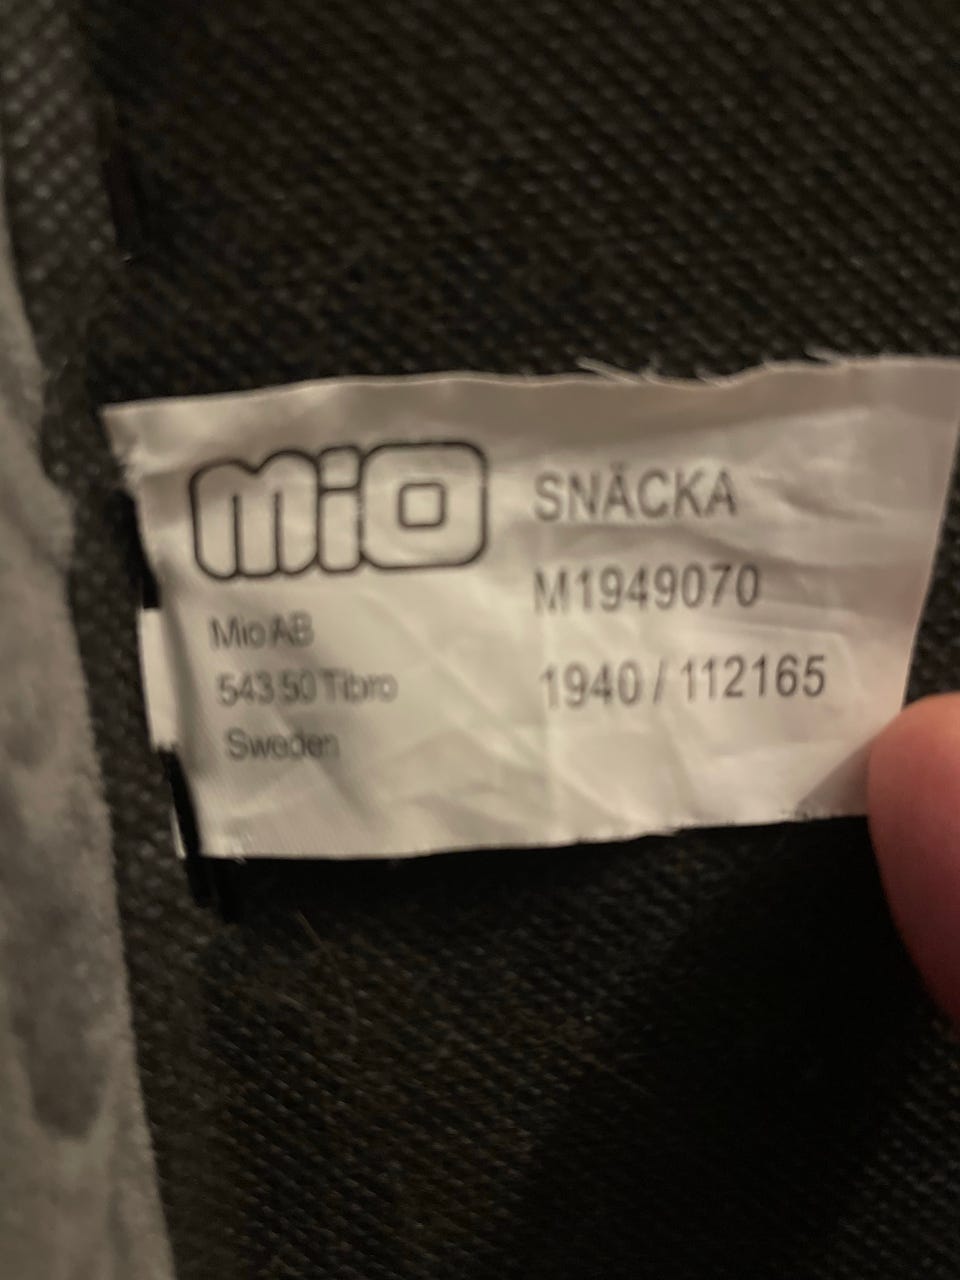 mio
SNÄCKA
M1949070
1940 / 112165
Mio AB
543 50 Tibro
Sweden